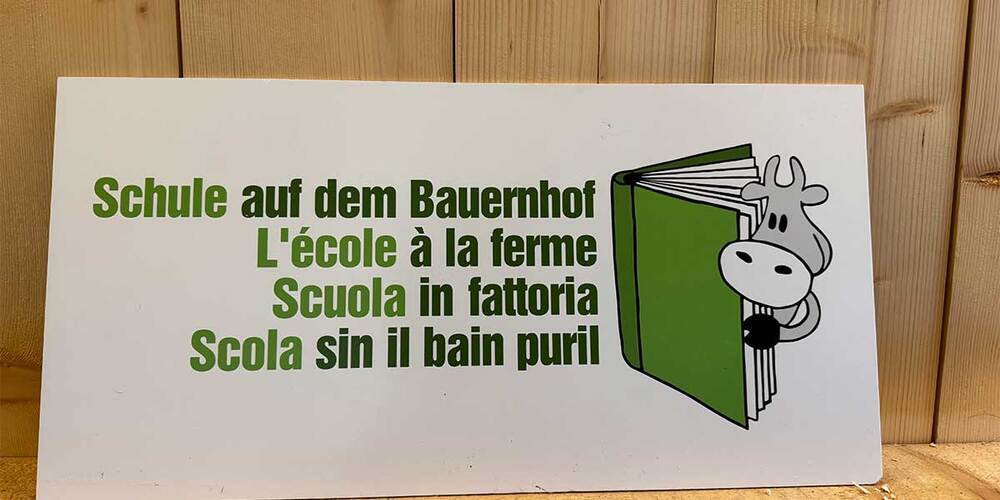 Schule auf dem Bauernhof
L'école à la ferme
Scuola in fattoria
Scola sin il bain puril